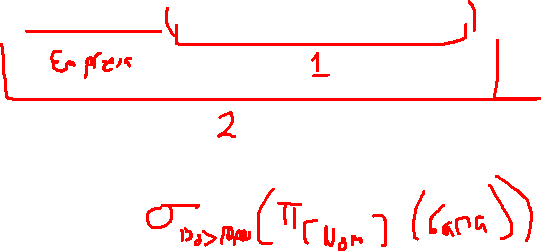 Empresa
1
2
σ (π [Nom] (Gana))